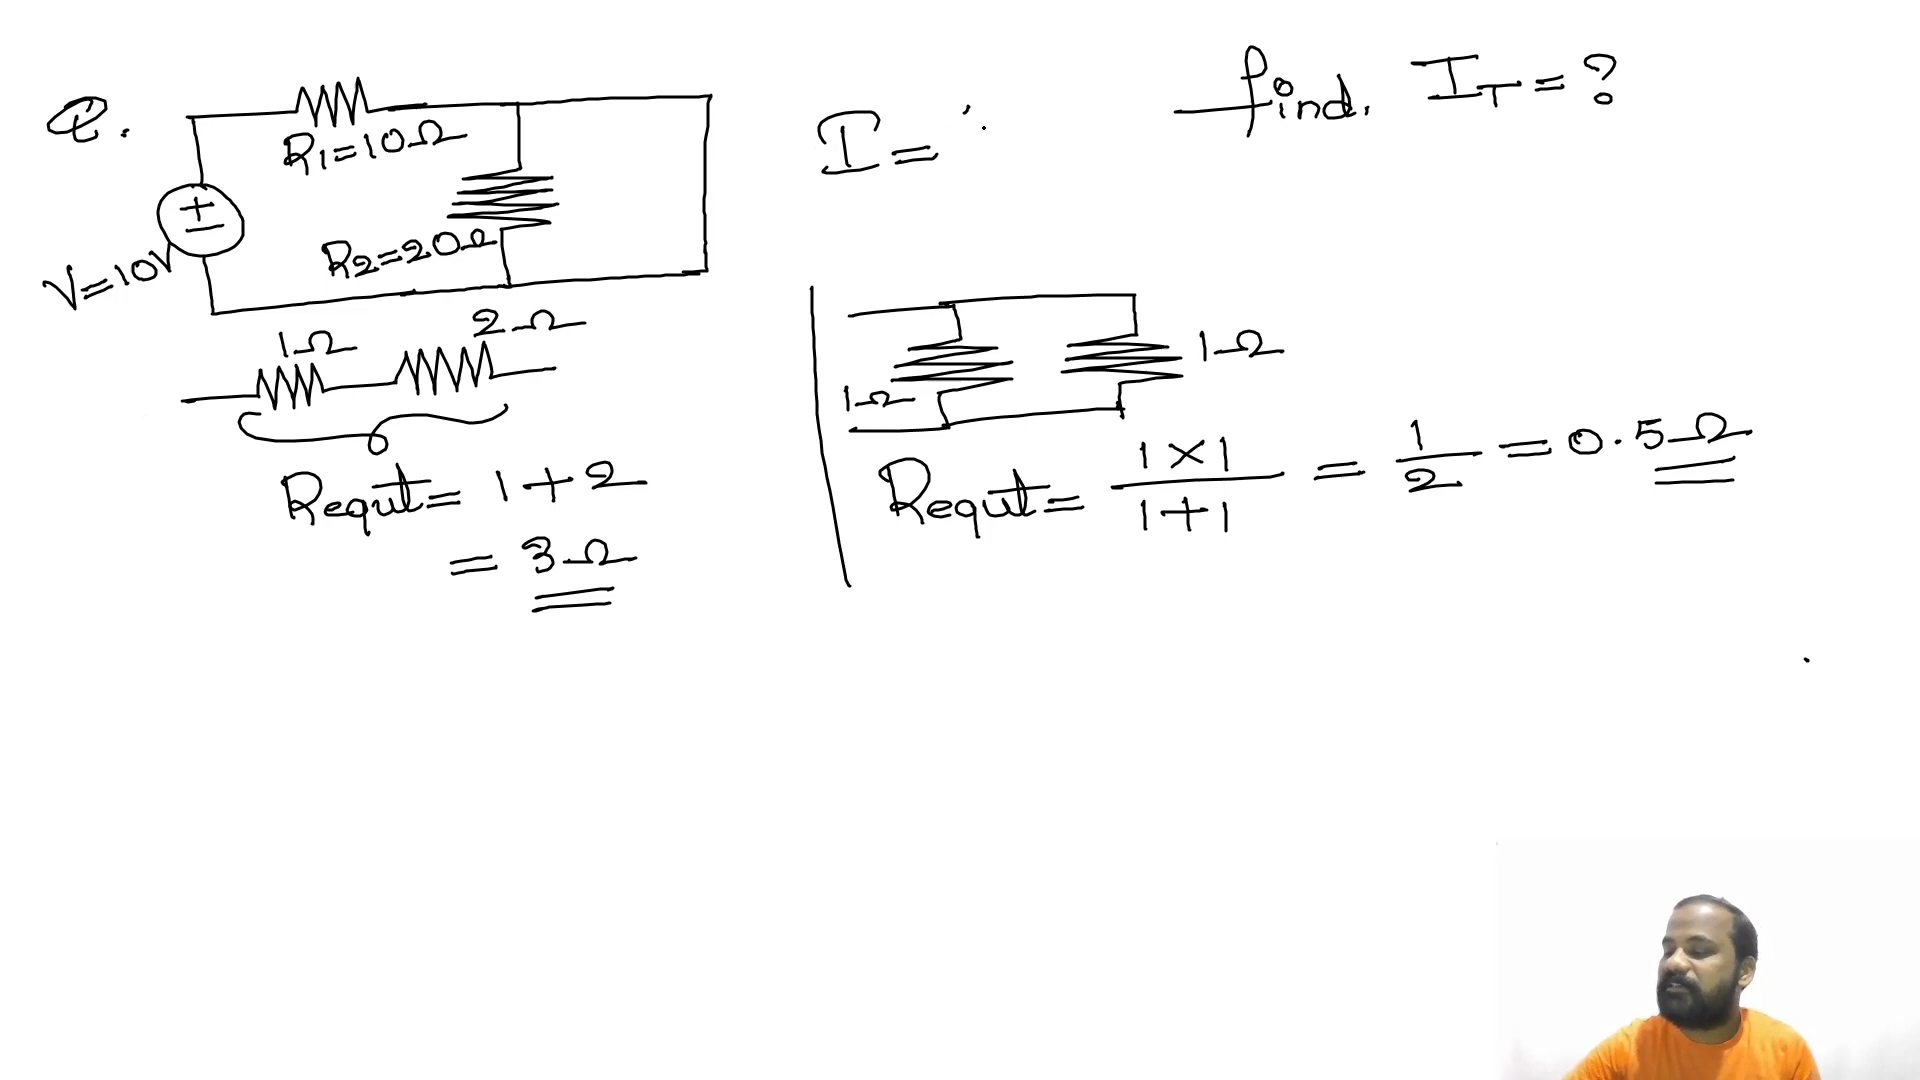 Q.
R1=10Ω
V=10V
R2=20Ω
I=
find. IT=?
1Ω 2Ω
Requt= 1+2
= 3Ω
1Ω
1Ω
Requt= 1×1/1+1 = 1/2 = 0.5Ω